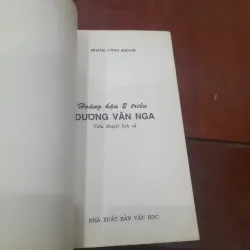 HOÀNG CÔNG KHANH
Hoàng hậu 2 triều
DƯƠNG VÂN NGA
Tiểu thuyết lịch sử
NHÀ XUẤT BẢN VĂN HỌC